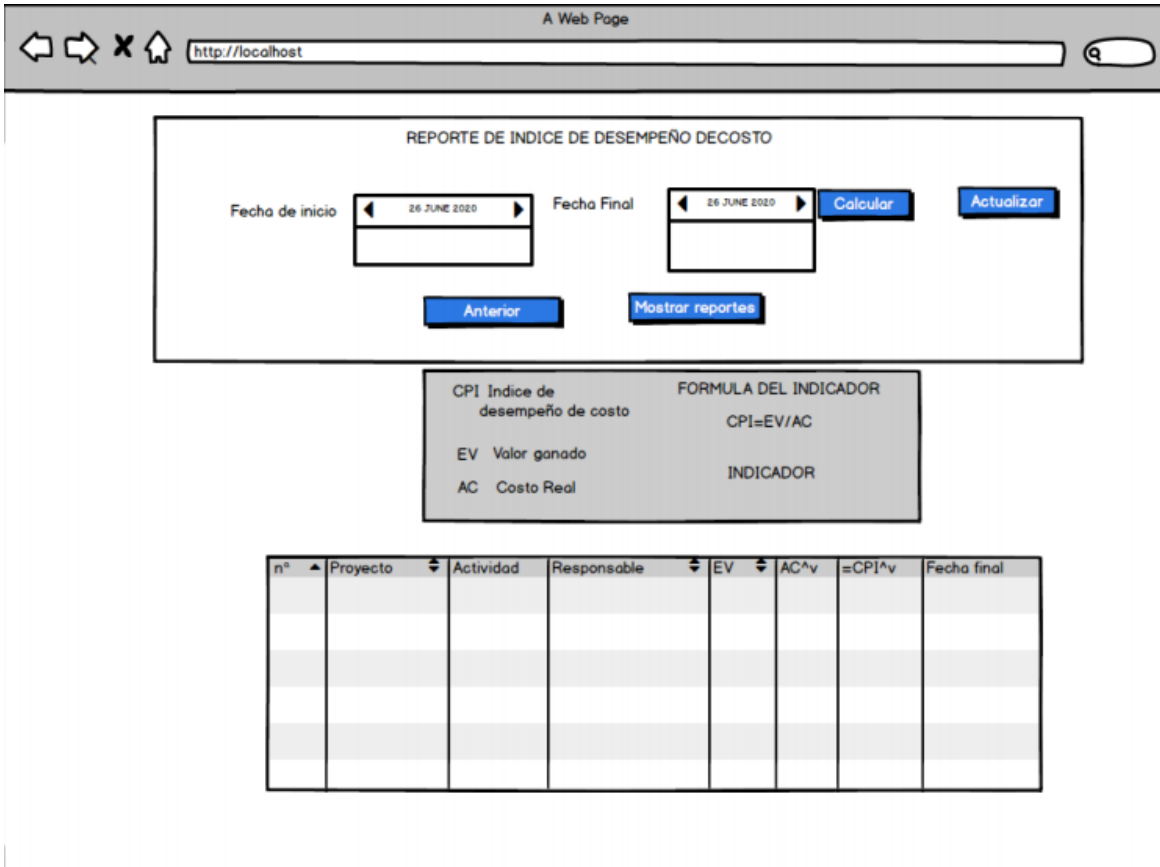 A Web Page
http://localhost
REPORTE DE INDICE DE DESEMPEÑO DECOSTO
Fecha de inicio
26 JUNE 2020
Fecha Final
26 JUNE 2020
Calcular
Actualizar
Anterior
Mostrar reportes
CPI Indice de
desempeño de costo
EV Valor ganado
AC Costo Real
FORMULA DEL INDICADOR
CPI=EV/AC
INDICADOR
nº Proyecto Actividad Responsable EV AC^v =CPI^v Fecha final